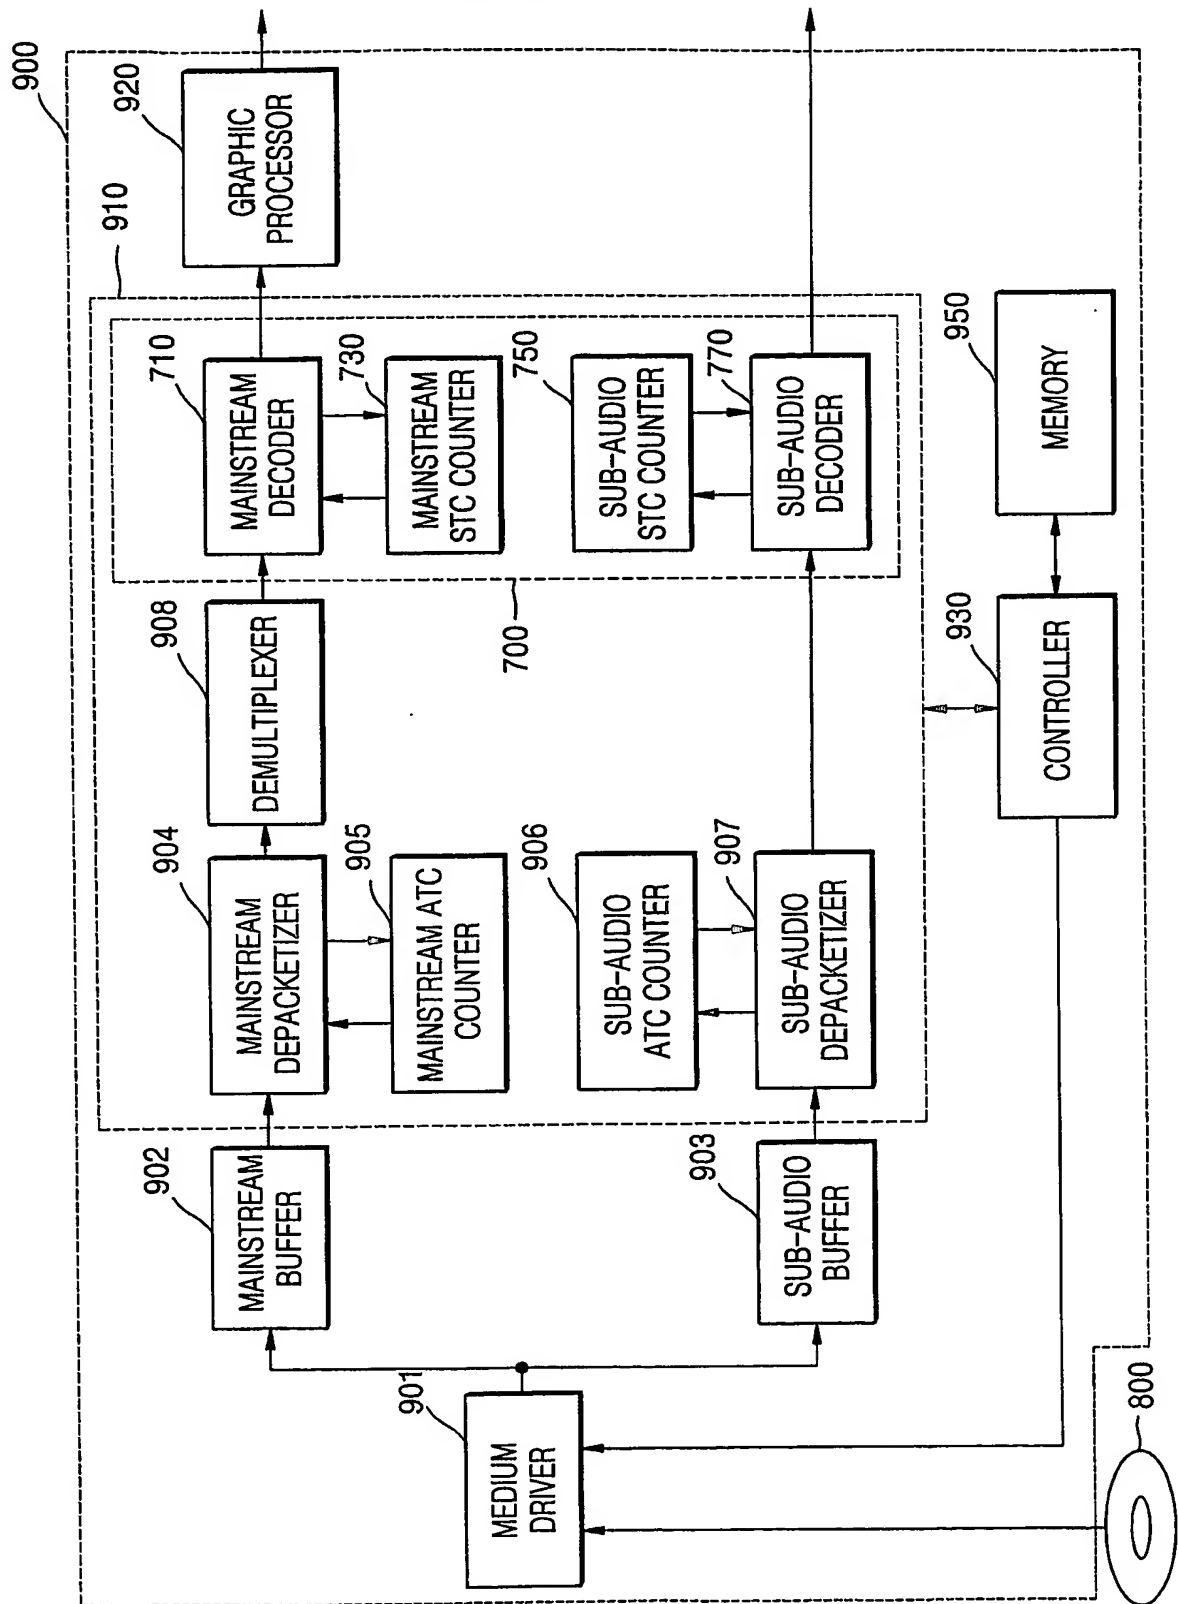 900
920
GRAPHIC
PROCESSOR
910
710
MAINSTREAM
DECODER
730
MAINSTREAM
STC COUNTER
750
SUB-AUDIO
STC COUNTER
770
SUB-AUDIO
DECODER
950
MEMORY
908
DEMULTIPLEXER
700
930
CONTROLLER
904
MAINSTREAM
DEPACKETIZER
905
MAINSTREAM ATC
COUNTER
906
SUB-AUDIO
ATC COUNTER
907
SUB-AUDIO
DEPACKETIZER
902
MAINSTREAM
BUFFER
903
SUB-AUDIO
BUFFER
901
MEDIUM
DRIVER
800